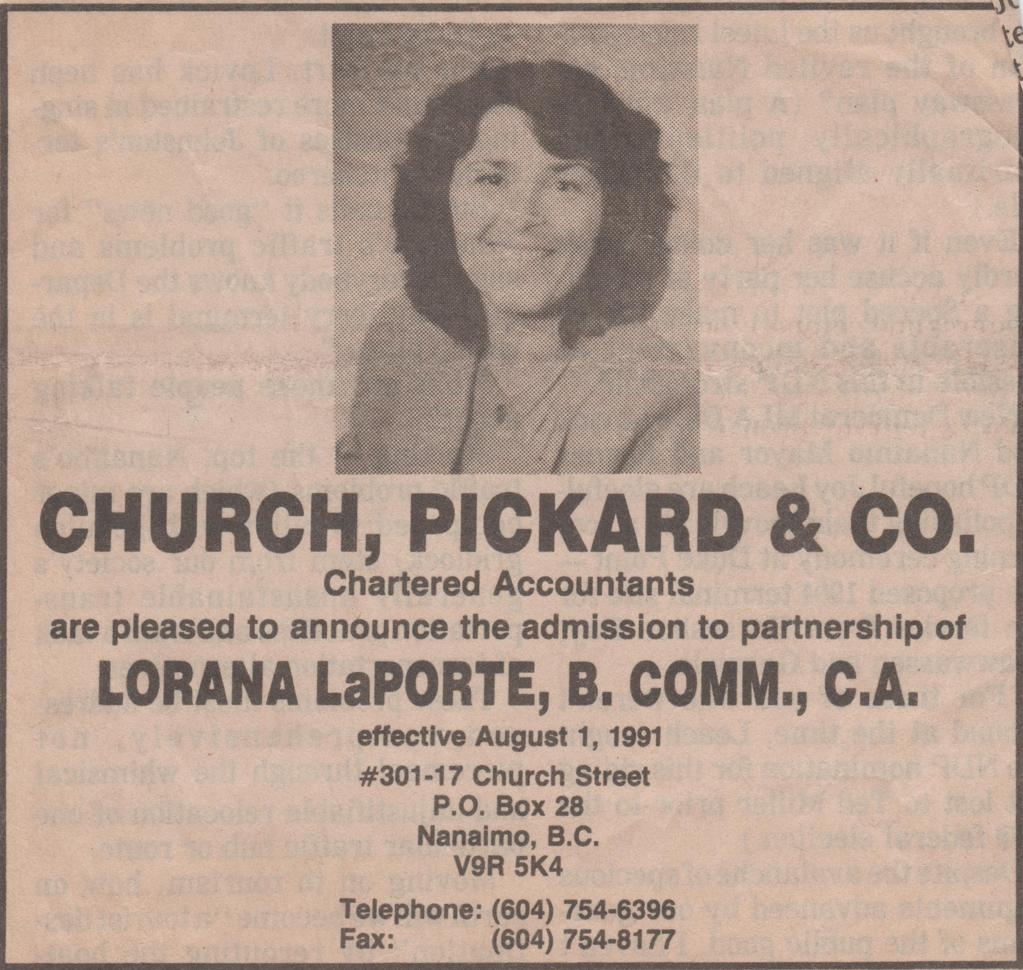 CHURCH, PICKARD & CO.
Chartered Accountants
are pleased to announce the admission to partnership of
LORANA LaPORTE, B. COMM., C.A.
effective August 1, 1991
#301-17 Church Street
P.O. Box 28
Nanaimo, B.C.
V9R 5K4
Telephone: (604) 754-6396
Fax: (604) 754-8177